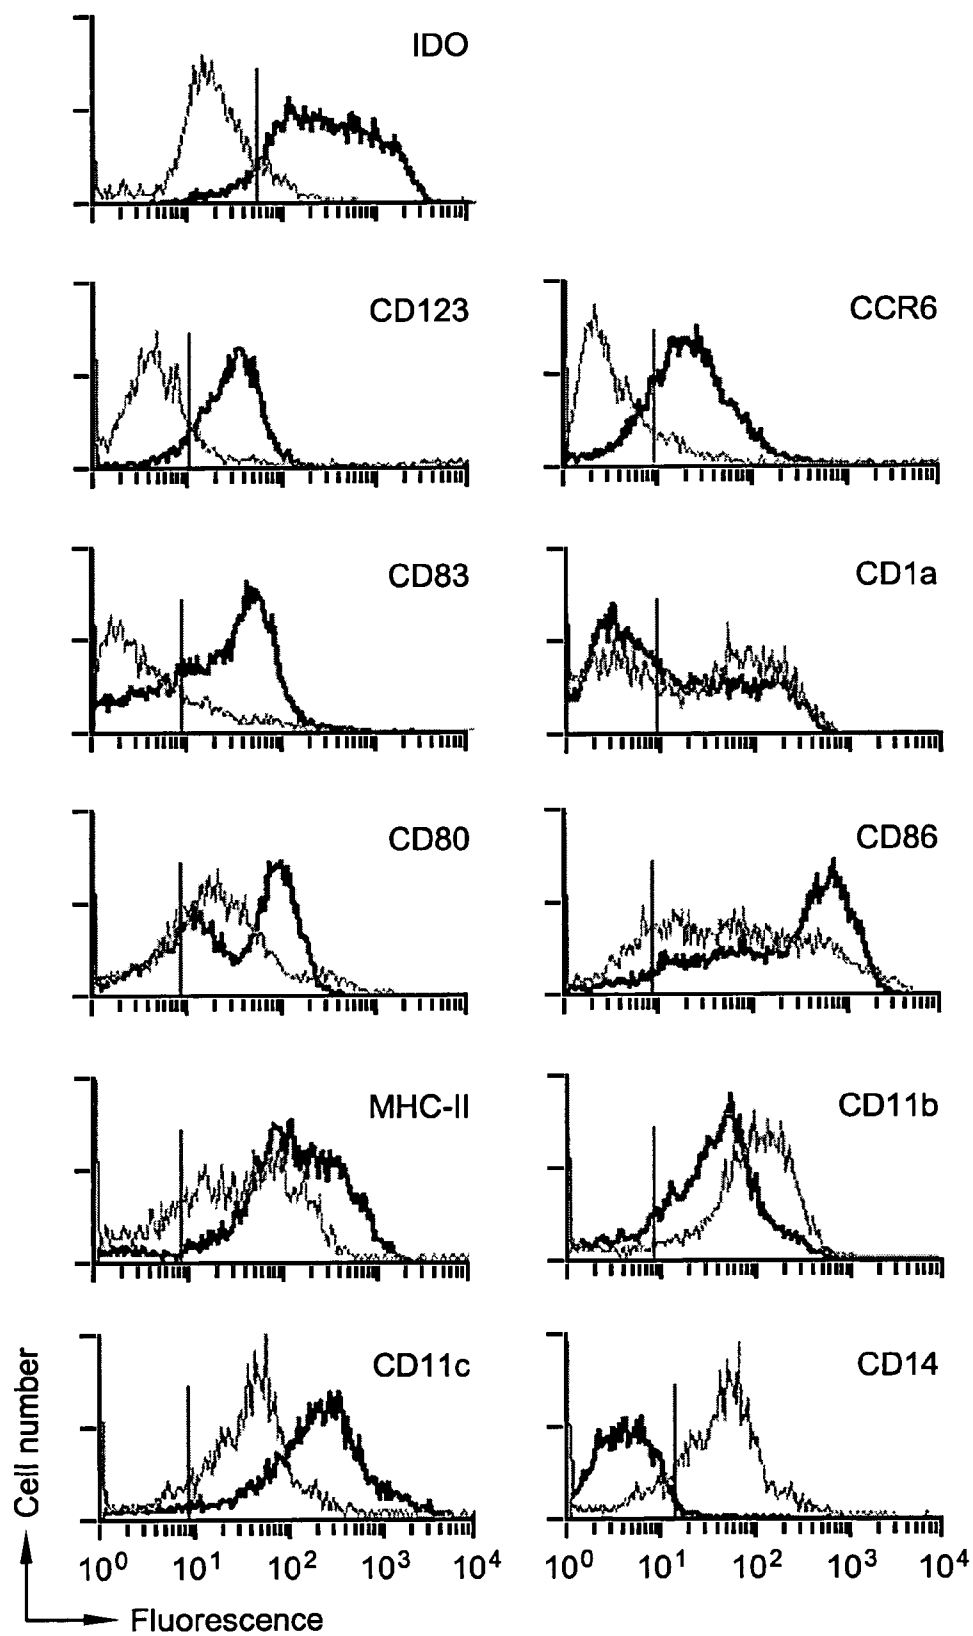 IDO
CD123
CCR6
CD83
CD1a
CD80
CD86
MHC-II
CD11b
CD11c
CD14
Cell number
10⁰ 10¹ 10² 10³ 10⁴
10⁰ 10¹ 10² 10³ 10⁴
Fluorescence